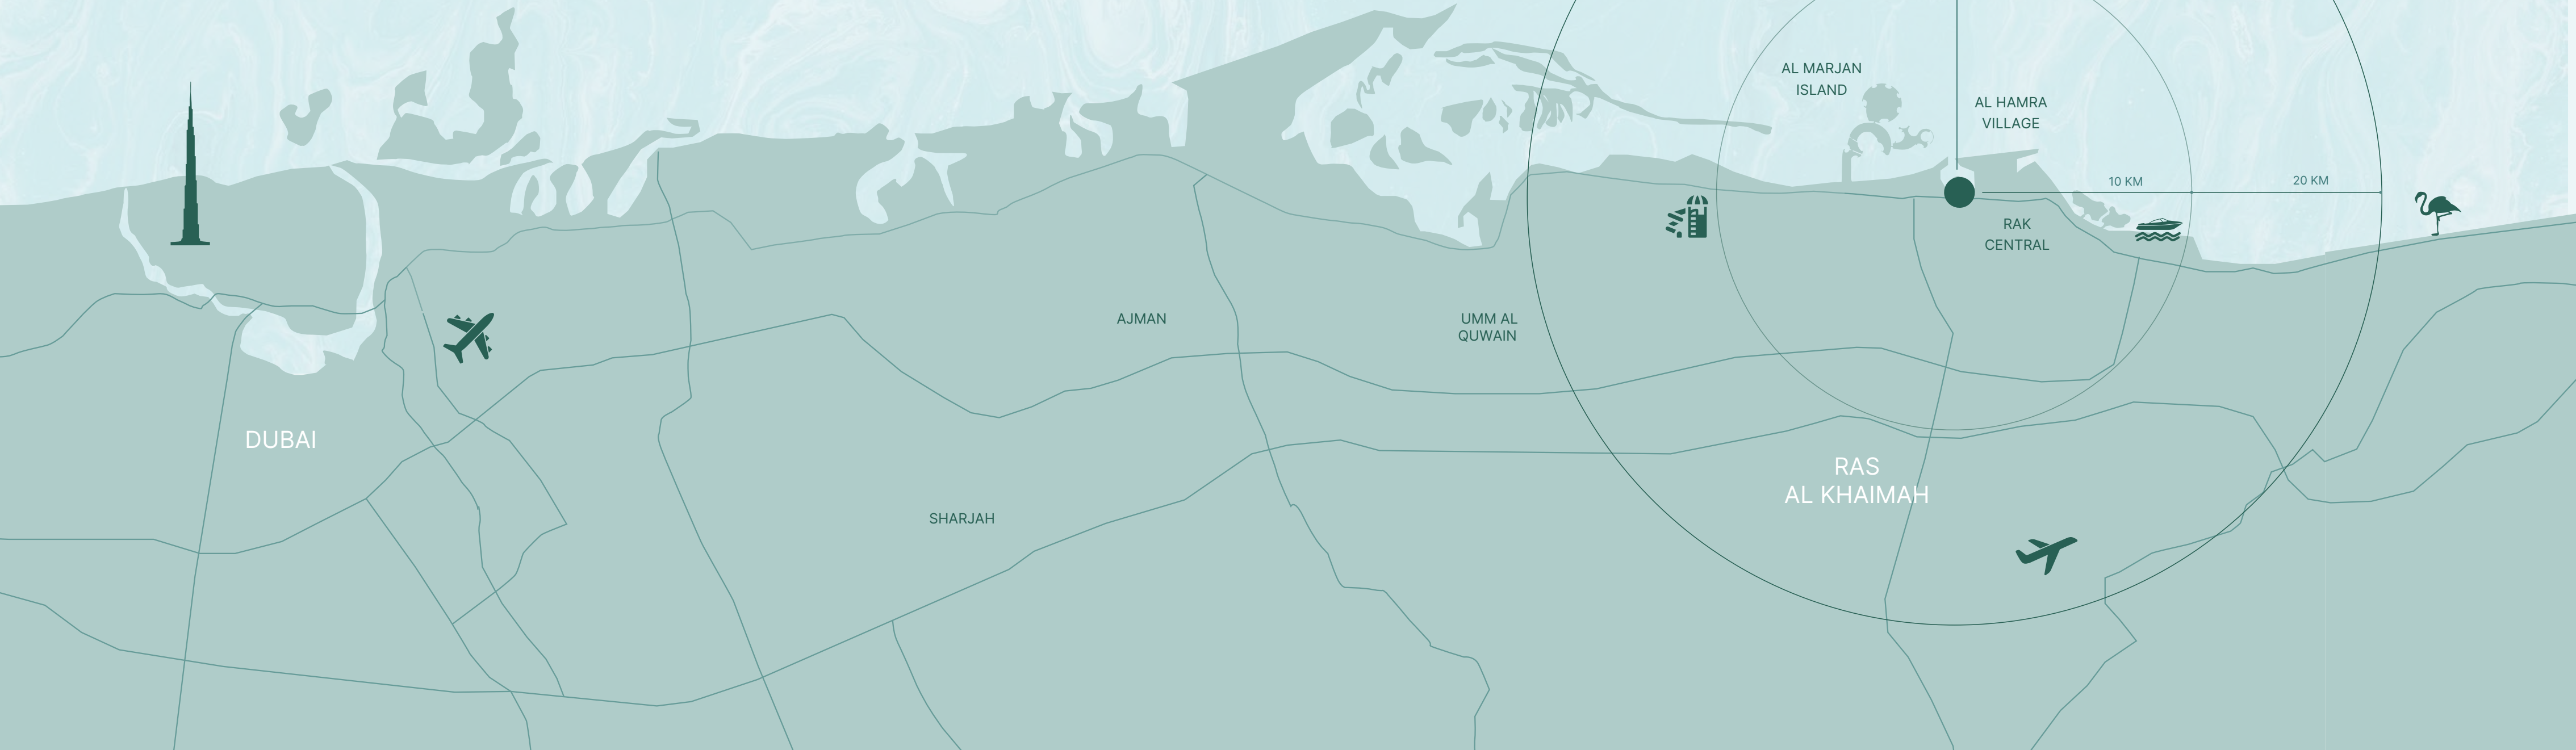 AL MARJAN
ISLAND
AL HAMRA
VILLAGE
10 KM
20 KM
RAK
CENTRAL
AJMAN
UMM AL
QUWAIN
DUBAI
RAS
AL KHAIMAH
SHARJAH